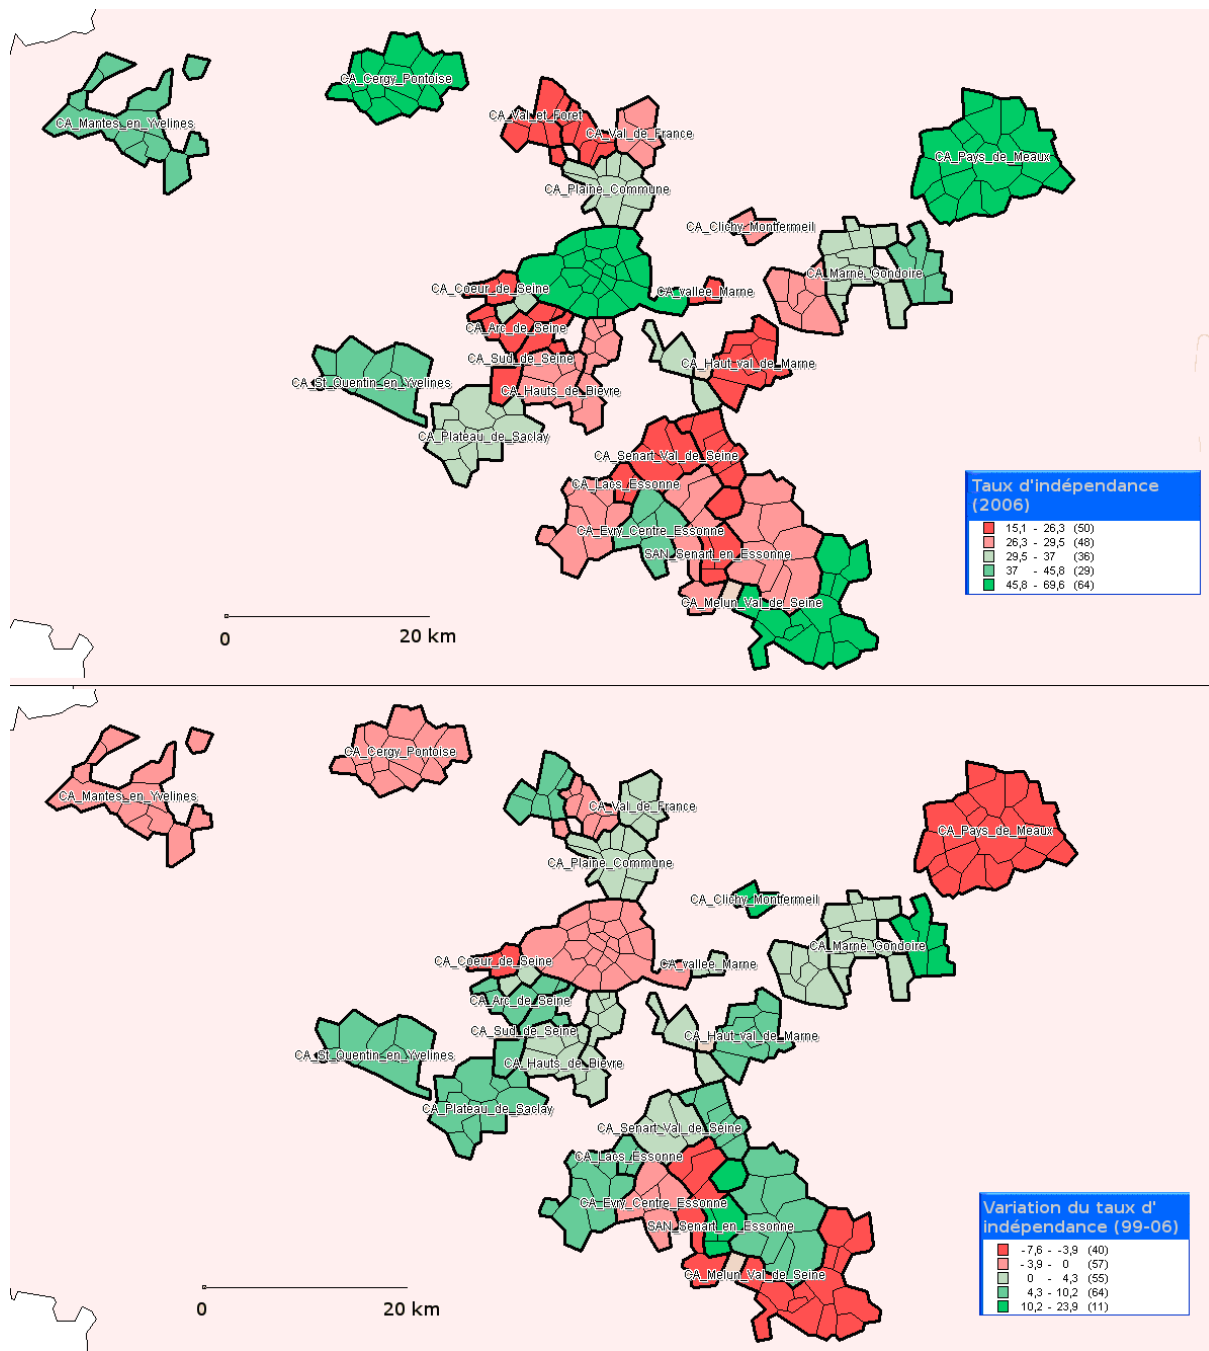 CA_Cergy_Pontoise
CA_Mantes_en_Yvelines
CA_Val_et_Foret
CA_Val_de_France
CA_Pays_de_Meaux
CA_Plaine_Commune
CA_Clichy_Montfermeil
CA_Marne_Gondoire
CA_Coeur_de_Seine
CA_vallee_Marne
CA_Arc_de_Seine
CA_Sud_de_Seine
CA_Haut_val_de_Marne
CA_St_Quentin_en_Yvelines
CA_Hauts_de_Bievre
CA_Plateau_de_Saclay
CA_Senart_Val_de_Seine
CA_Lacs_Essonne
CA_Evry_Centre_Essonne
SAN_Senart_en_Essonne
CA_Melun_Val_de_Seine
Taux d'indépendance
(2006)
15,1 - 26,3 (50)
26,3 - 29,5 (48)
29,5 - 37 (36)
37 - 45,8 (29)
45,8 - 69,6 (64)
0 20 km
CA_Cergy_Pontoise
CA_Mantes_en_Yvelines
CA_Val_de_France
CA_Pays_de_Meaux
CA_Plaine_Commune
CA_Clichy_Montfermeil
CA_Marne_Gondoire
CA_Coeur_de_Seine
CA_vallee_Marne
CA_Arc_de_Seine
CA_Sud_de_Seine
CA_Haut_val_de_Marne
CA_St_Quentin_en_Yvelines
CA_Hauts_de_Bievre
CA_Plateau_de_Saclay
CA_Senart_Val_de_Seine
CA_Lacs_Essonne
CA_Evry_Centre_Essonne
SAN_Senart_en_Essonne
CA_Melun_Val_de_Seine
Variation du taux d'
indépendance (99-06)
-7,6 - -3,9 (40)
-3,9 - 0 (57)
0 - 4,3 (55)
4,3 - 10,2 (64)
10,2 - 23,9 (11)
0 20 km